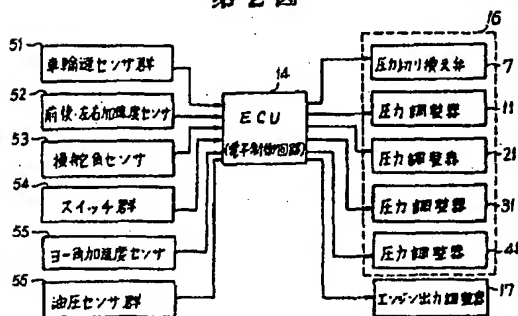 第2図
16
51
車輪速センサ群
52
前後・左右加速度センサ
53
操舵角センサ
54
スイッチ群
55
ヨー角加速度センサ
56
油圧センサ群
14
ECU
(電子制御回路)
圧力切り換え弁
7
圧力調整器
11
圧力調整器
21
圧力調整器
31
圧力調整器
41
エンジン出力調整器
17